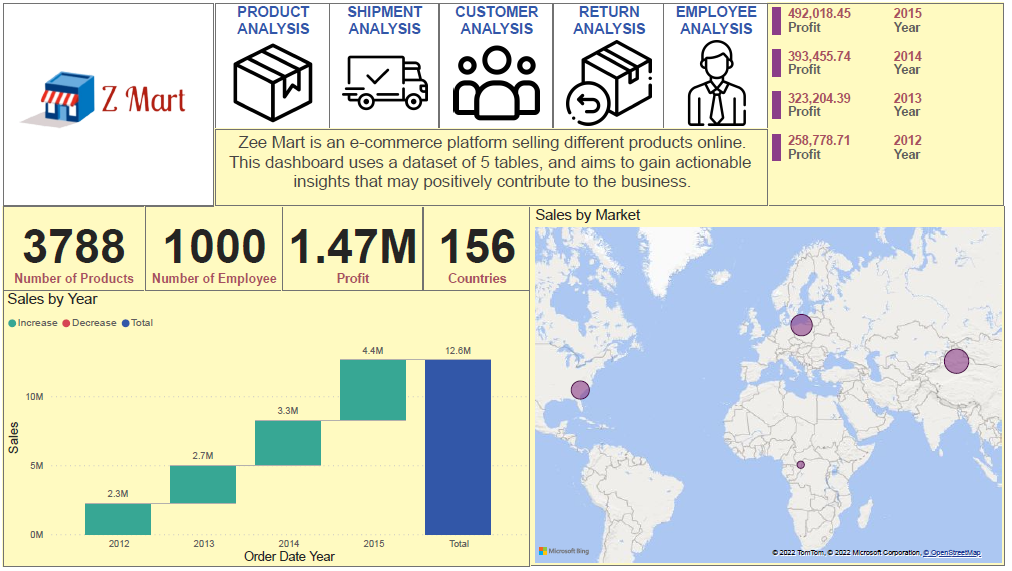 Z Mart
PRODUCT
ANALYSIS
SHIPMENT
ANALYSIS
CUSTOMER
ANALYSIS
RETURN
ANALYSIS
EMPLOYEE
ANALYSIS
492,018.45 2015
Profit Year
393,455.74 2014
Profit Year
323,204.39 2013
Profit Year
258,778.71 2012
Profit Year
Zee Mart is an e-commerce platform selling different products online.
This dashboard uses a dataset of 5 tables, and aims to gain actionable
insights that may positively contribute to the business.
3788
Number of Products
1000
Number of Employee
1.47M
Profit
156
Countries
Sales by Year
Increase Decrease Total
4.4M 12.6M
10M
3.3M
Sales
2.7M
5M
2.3M
0M
2012 2013 2014 2015 Total
Order Date Year
Sales by Market
Microsoft Bing
© 2022 TomTom, © 2022 Microsoft Corporation, © OpenStreetMap